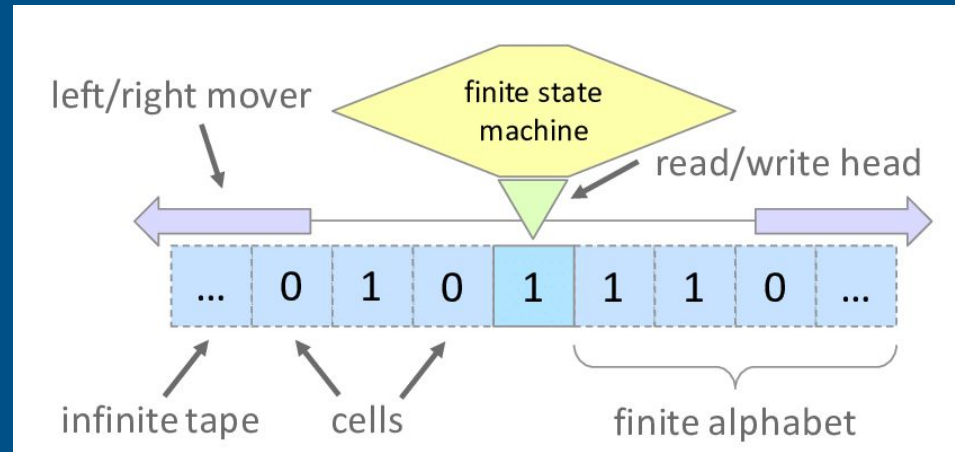 finite state
machine
left/right mover
read/write head
... 0 1 0 1 1 1 0 ...
infinite tape
cells
finite alphabet